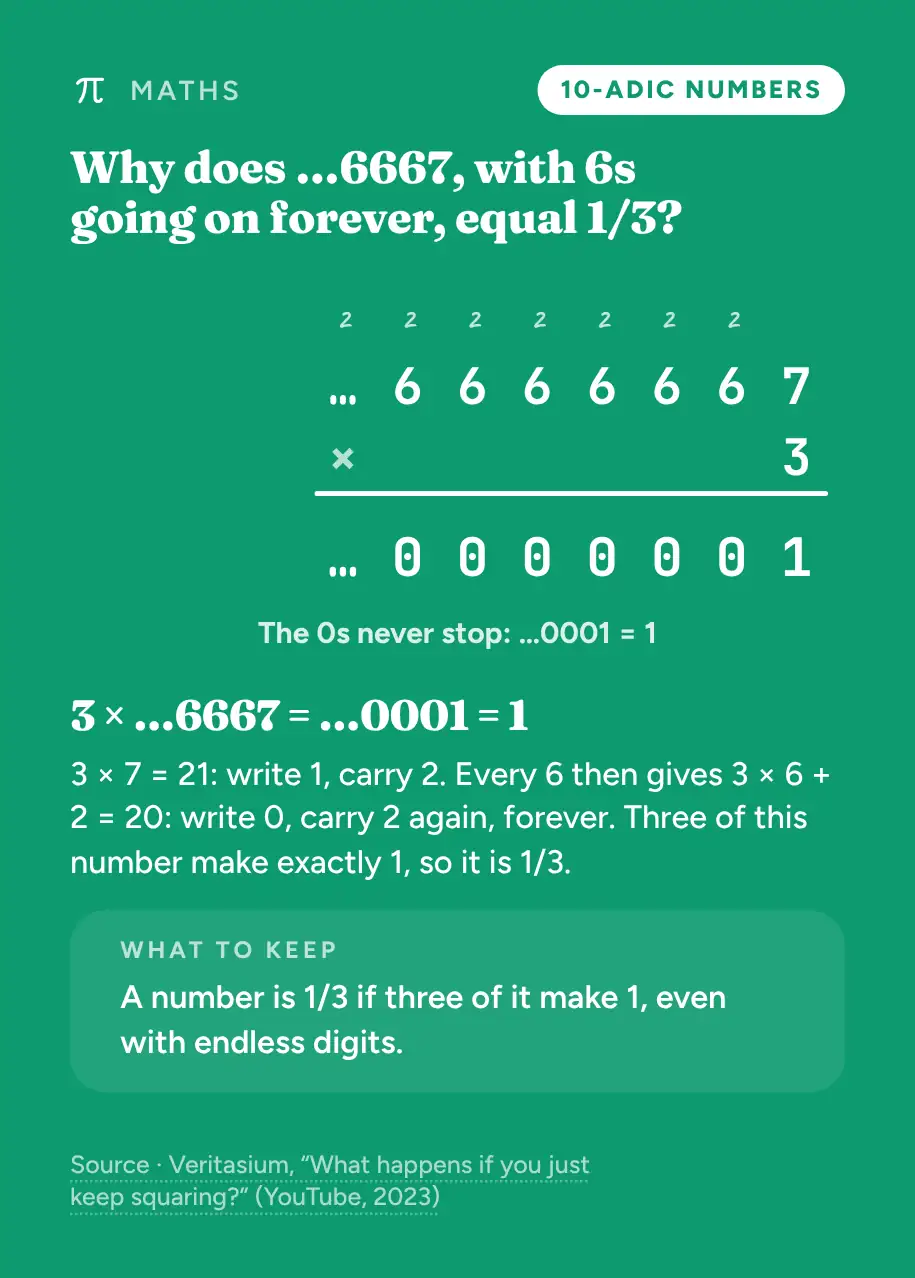 π MATHS
10-ADIC NUMBERS
Why does ...6667, with 6s
going on forever, equal 1/3?
2 2 2 2 2 2 2
... 6 6 6 6 6 6 7
× 3
... 0 0 0 0 0 0 1
The 0s never stop: ...0001 = 1
3 × ...6667 = ...0001 = 1
3 × 7 = 21: write 1, carry 2. Every 6 then gives 3 × 6 +
2 = 20: write 0, carry 2 again, forever. Three of this
number make exactly 1, so it is 1/3.
WHAT TO KEEP
A number is 1/3 if three of it make 1, even
with endless digits.
Source · Veritasium, “What happens if you just
keep squaring?” (YouTube, 2023)